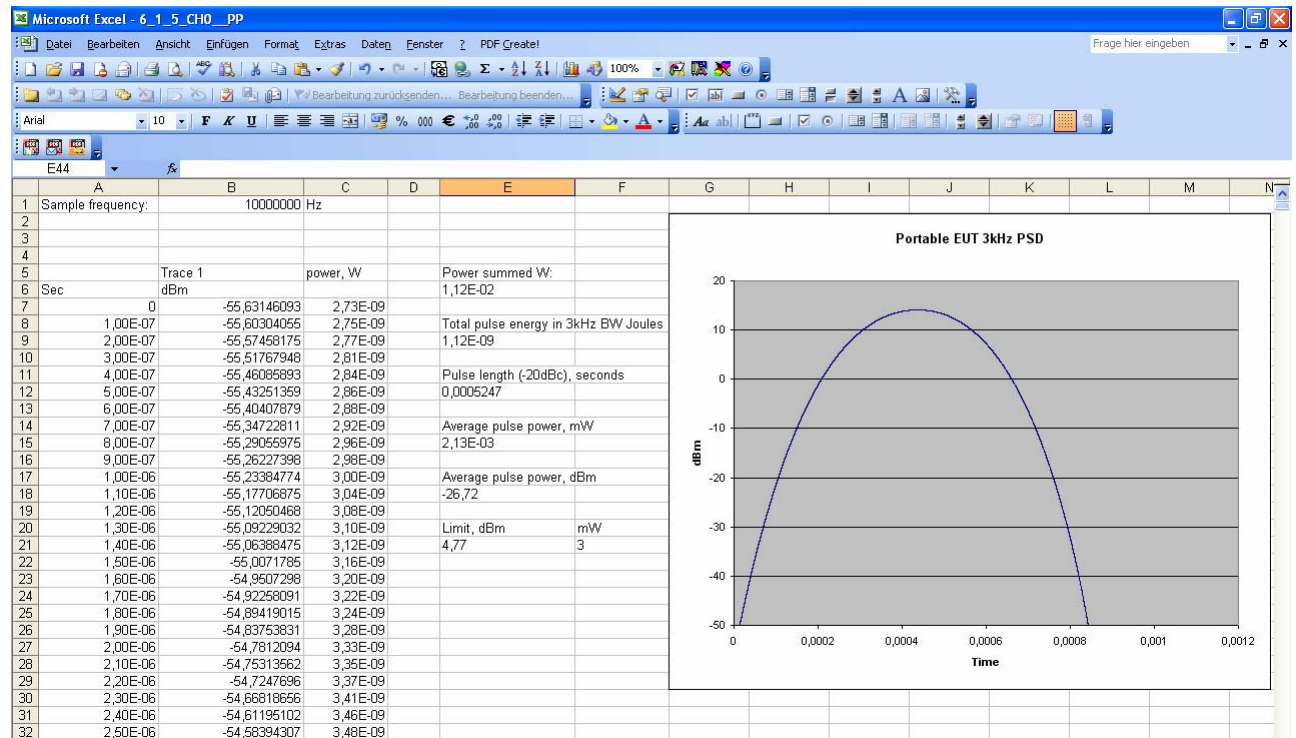 Microsoft Excel - 6_1_5_CH0__PP
Datei Bearbeiten Ansicht Einfügen Format Extras Daten Fenster ? PDF Create!
Frage hier eingeben
100%
Bearbeitung zurücksenden... Bearbeitung beenden...
Arial 10 F K U % 000 €
E44 fx
A B C D E F G H I J K L M N
1 Sample frequency: 10000000 Hz
2
3
4
5 Trace 1 power, W Power summed W:
6 Sec dBm 1,12E-02
7 0 -55,63146093 2,73E-09
8 1,00E-07 -55,60304055 2,75E-09 Total pulse energy in 3kHz BW Joules
9 2,00E-07 -55,57458175 2,77E-09 1,12E-09
10 3,00E-07 -55,51767948 2,81E-09
11 4,00E-07 -55,46085893 2,84E-09 Pulse length (-20dBc), seconds
12 5,00E-07 -55,43251359 2,86E-09 0,0005247
13 6,00E-07 -55,40407879 2,88E-09
14 7,00E-07 -55,34722811 2,92E-09 Average pulse power, mW
15 8,00E-07 -55,29055975 2,96E-09 2,13E-03
16 9,00E-07 -55,26227398 2,98E-09
17 1,00E-06 -55,23384774 3,00E-09 Average pulse power, dBm
18 1,10E-06 -55,17706875 3,04E-09 -26,72
19 1,20E-06 -55,12050468 3,08E-09
20 1,30E-06 -55,09229032 3,10E-09 Limit, dBm mW
21 1,40E-06 -55,06388475 3,12E-09 4,77 3
22 1,50E-06 -55,0071785 3,16E-09
23 1,60E-06 -54,9507298 3,20E-09
24 1,70E-06 -54,92258091 3,22E-09
25 1,80E-06 -54,89419015 3,24E-09
26 1,90E-06 -54,83753831 3,28E-09
27 2,00E-06 -54,7812094 3,33E-09
28 2,10E-06 -54,75313562 3,35E-09
29 2,20E-06 -54,7247696 3,37E-09
30 2,30E-06 -54,66818656 3,41E-09
31 2,40E-06 -54,61195102 3,46E-09
32 2,50E-06 -54,58394307 3,48E-09
Portable EUT 3kHz PSD
20
10
0
-10
-20
-30
-40
-50
dBm
0 0,0002 0,0004 0,0006 0,0008 0,001 0,0012
Time